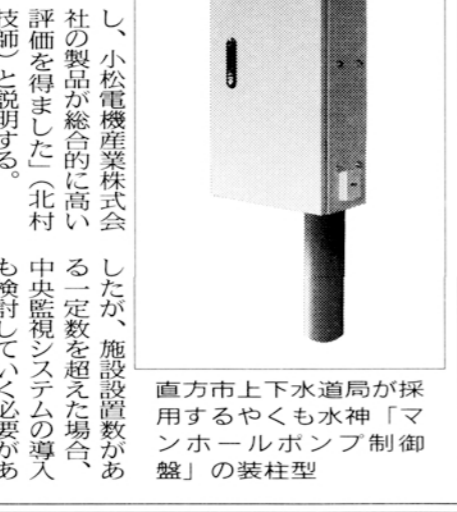 し、小松電機産業株式会
社の製品が総合的に高い
評価を得ました」（北村
技師）と説明する。
したが、施設設置数があ
る一定数を超えた場合、
中央監視システムの導入
も検討していく必要があ
直方市上下水道局が採
用するやくも水神「マ
ンホールポンプ制御
盤」の装柱型